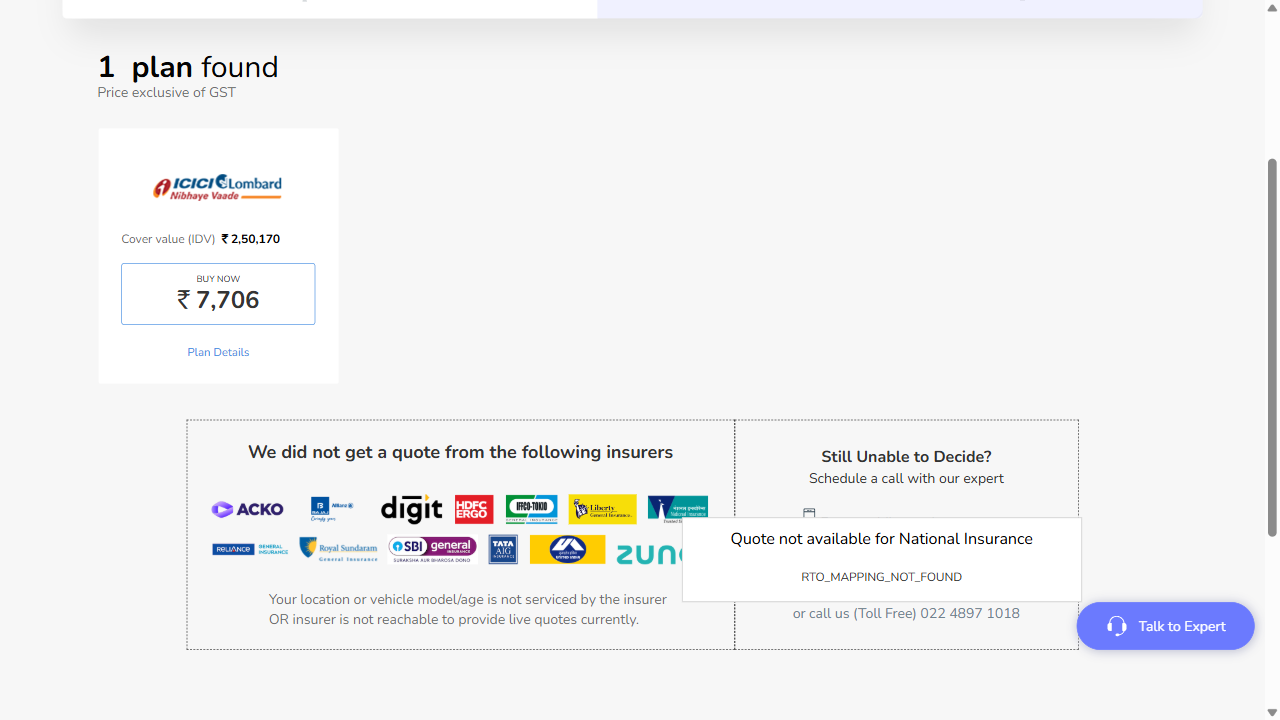 1 plan found
Price exclusive of GST
ICICI Lombard
Nibhaye Vaade
Cover value (IDV) ₹ 2,50,170
BUY NOW
₹ 7,706
Plan Details
We did not get a quote from the following insurers
ACKO
BAJAJ Allianz
digit
HDFC ERGO
IFFCO-TOKIO
GENERAL INSURANCE
Liberty
General Insurance
National Insurance
RELIANCE GENERAL INSURANCE
Royal Sundaram
General Insurance
SBI general
INSURANCE
SURAKSHA AUR BHAROSA DONO
TATA AIG
INSURANCE
Your location or vehicle model/age is not serviced by the insurer
OR insurer is not reachable to provide live quotes currently.
Still Unable to Decide?
Schedule a call with our expert
Quote not available for National Insurance
RTO_MAPPING_NOT_FOUND
or call us (Toll Free) 022 4897 1018
Talk to Expert